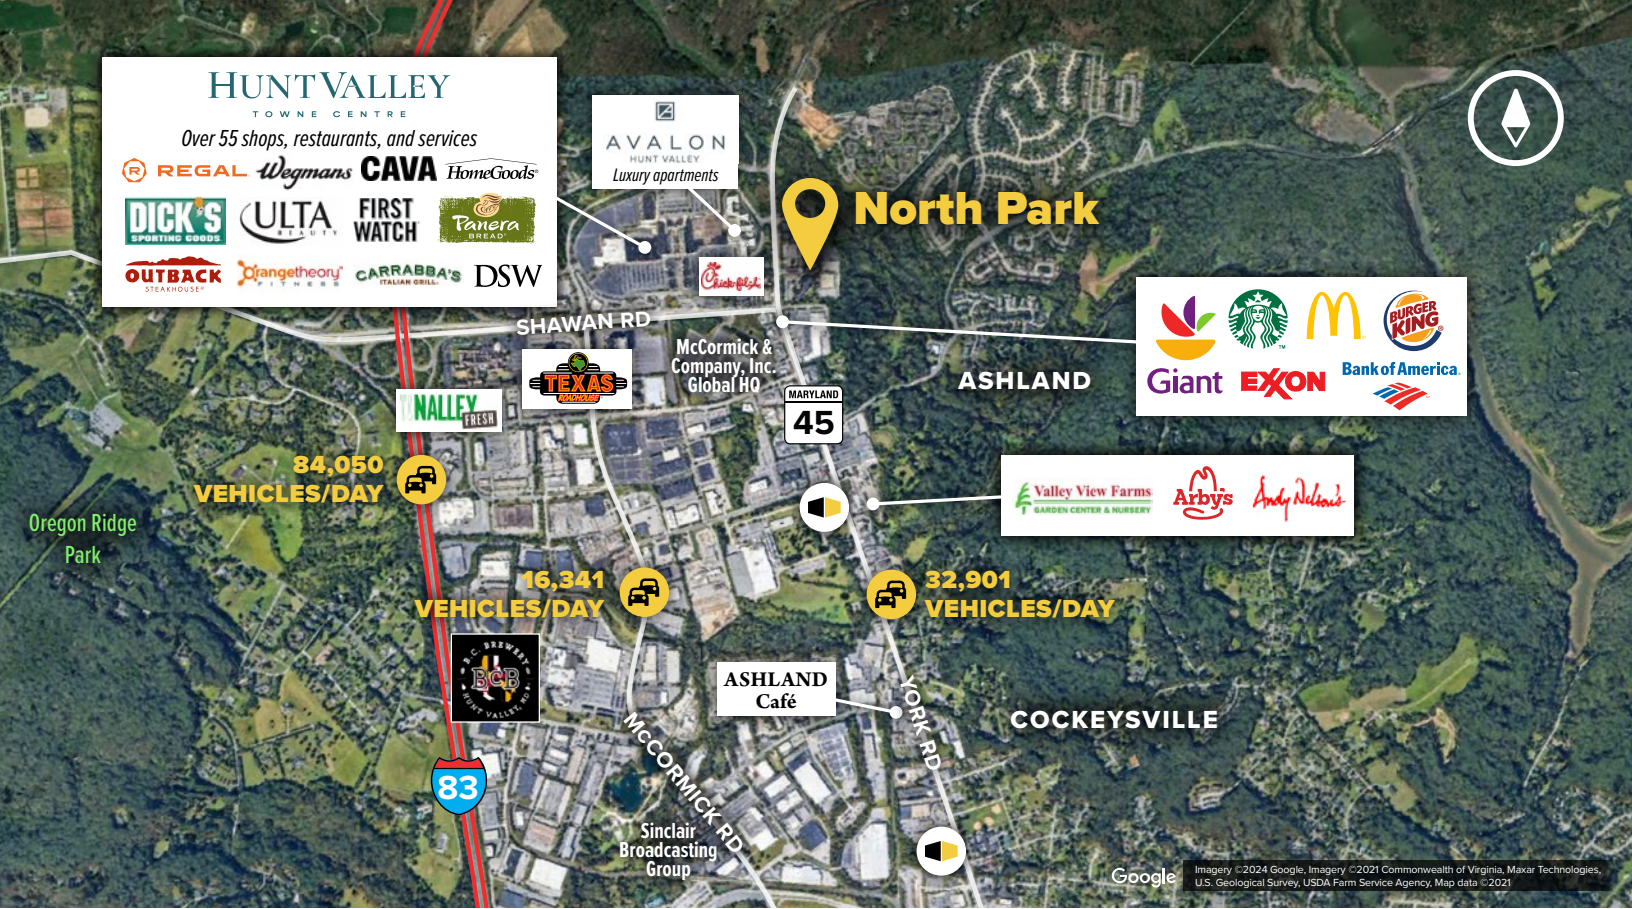 HUNT VALLEY
TOWNE CENTRE
Over 55 shops, restaurants, and services
R REGAL Wegmans CAVA HomeGoods
DICK'S
SPORTING GOODS
ULTA
BEAUTY
FIRST
WATCH
Panera
BREAD
OUTBACK
STEAKHOUSE
Orangetheory
FITNESS
CARRABBA'S
ITALIAN GRILL
DSW
AVALON
HUNT VALLEY
Luxury apartments
North Park
Chick-fil-A
SHAWAN RD
McCormick &
Company, Inc.
Global HQ
TEXAS
ROADHOUSE
NALLEY
FRESH
ASHLAND
MARYLAND
45
BURGER
KING
Giant
EXXON
Bank of America
Valley View Farms
GARDEN CENTER & NURSERY
Arby's
Andy Nelson's
84,050
VEHICLES/DAY
Oregon Ridge
Park
16,341
VEHICLES/DAY
32,901
VEHICLES/DAY
B.C. BREWERY
BCB
HUNT VALLEY, MD
ASHLAND
Café
YORK RD
COCKEYSVILLE
McCORMICK RD
83
Sinclair
Broadcasting
Group
Google
Imagery ©2024 Google, Imagery ©2021 Commonwealth of Virginia, Maxar Technologies,
U.S. Geological Survey, USDA Farm Service Agency, Map data ©2021